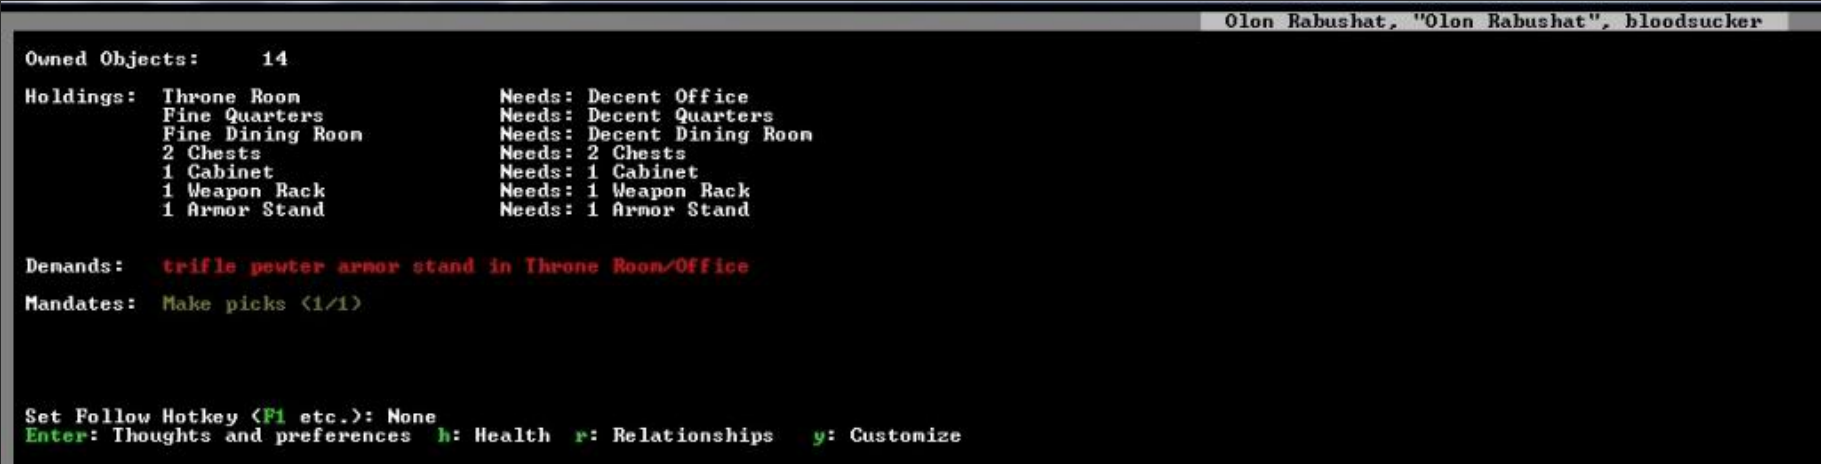 Olon Rabushat, "Olon Rabushat", bloodsucker
Owned Objects: 14
Holdings: Throne Room Needs: Decent Office
Fine Quarters Needs: Decent Quarters
Fine Dining Room Needs: Decent Dining Room
2 Chests Needs: 2 Chests
1 Cabinet Needs: 1 Cabinet
1 Weapon Rack Needs: 1 Weapon Rack
1 Armor Stand Needs: 1 Armor Stand
Demands: trifle pewter armor stand in Throne Room/Office
Mandates: Make picks (1/1)
Set Follow Hotkey (F1 etc.): None
Enter: Thoughts and preferences h: Health r: Relationships y: Customize